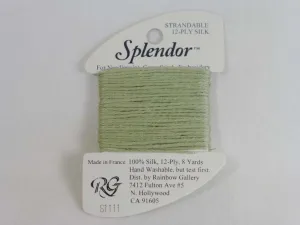 STRANDABLE
12-PLY SILK
Splendor™
Made in France
100% Silk, 12-Ply. 8 Yards
Hand Washable, but test first.
Dist. by Rainbow Gallery
7412 Fulton Ave #5
N. Hollywood
CA 91605
RG
S1111